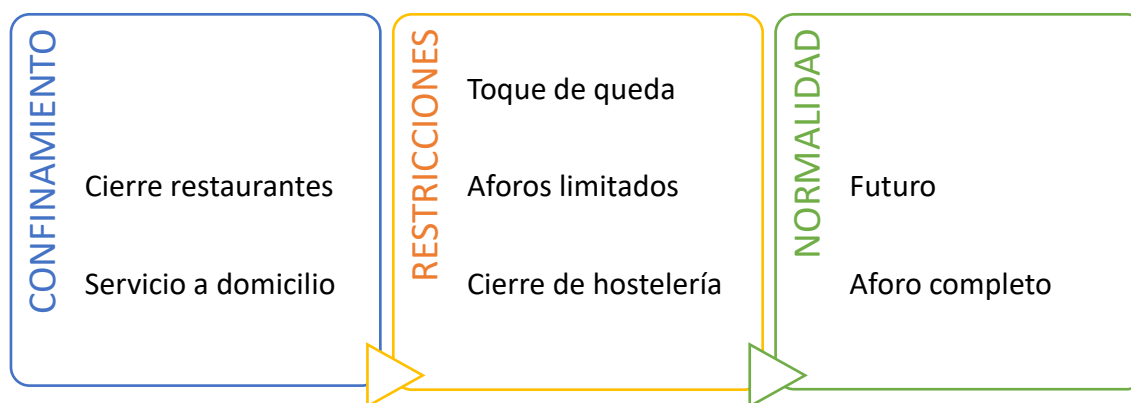 CONFINAMIENTO
Cierre restaurantes
Servicio a domicilio
RESTRICCIONES
Toque de queda
Aforos limitados
Cierre de hostelería
NORMALIDAD
Futuro
Aforo completo